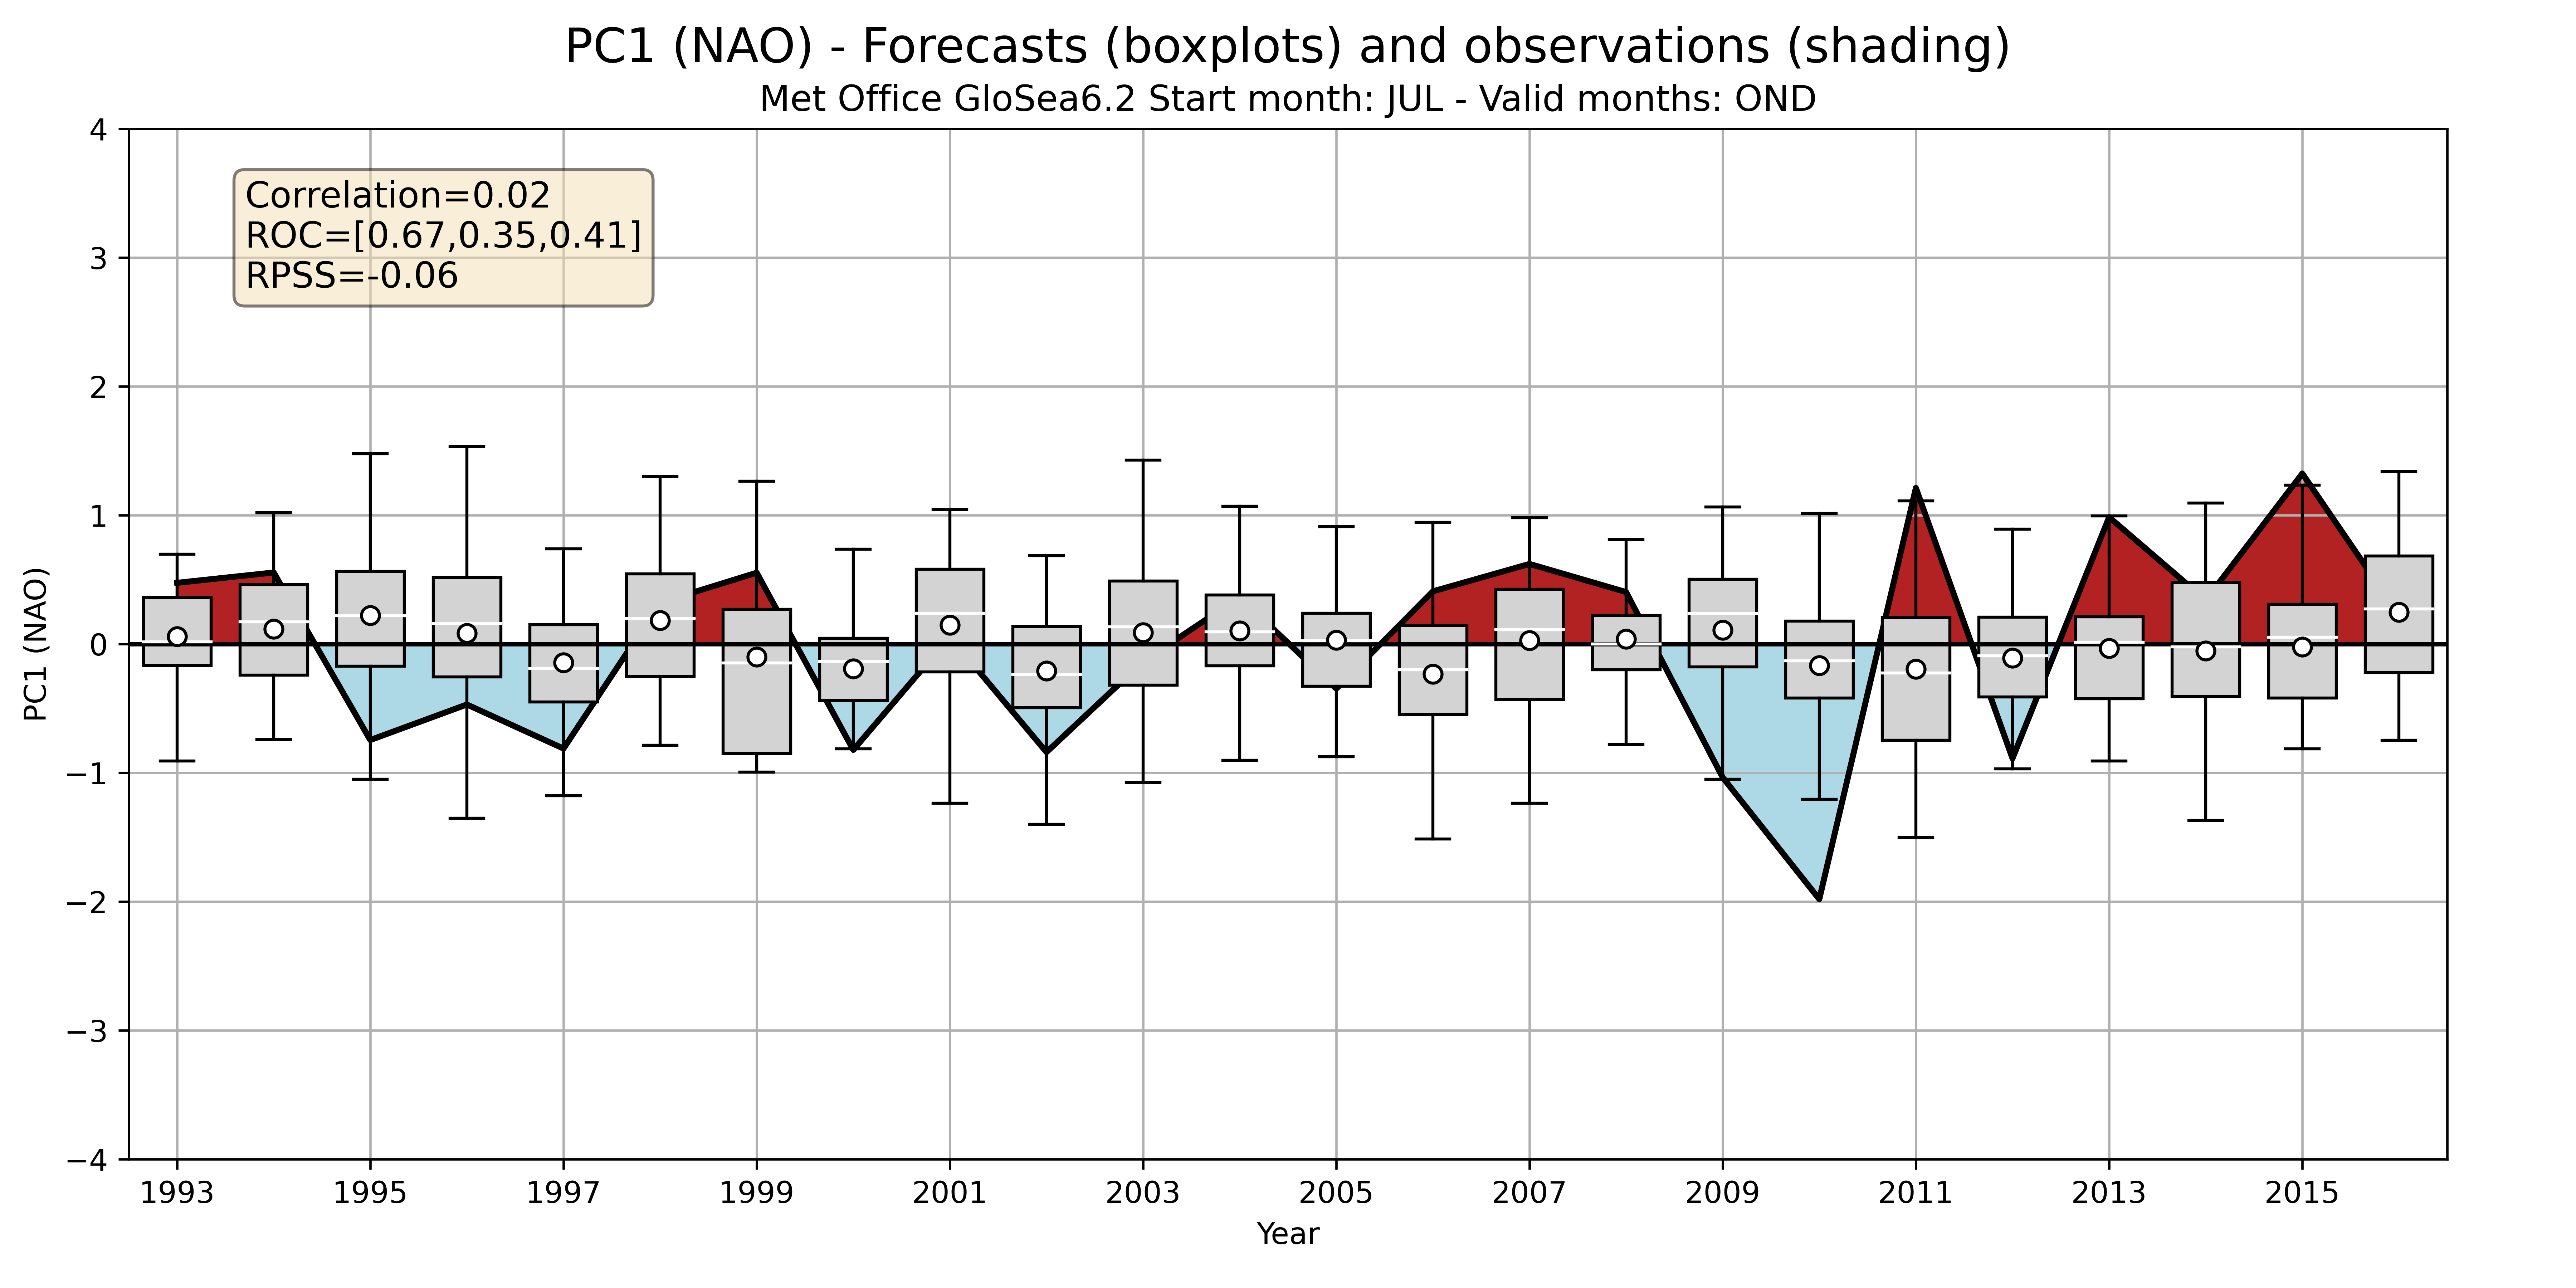 PC1 (NAO) - Forecasts (boxplots) and observations (shading)
Met Office GloSea6.2 Start month: JUL - Valid months: OND
Correlation=0.02
ROC=[0.67,0.35,0.41]
RPSS=-0.06
PC1 (NAO)
4
3
2
1
0
−1
−2
−3
−4
1993 1995 1997 1999 2001 2003 2005 2007 2009 2011 2013 2015
Year